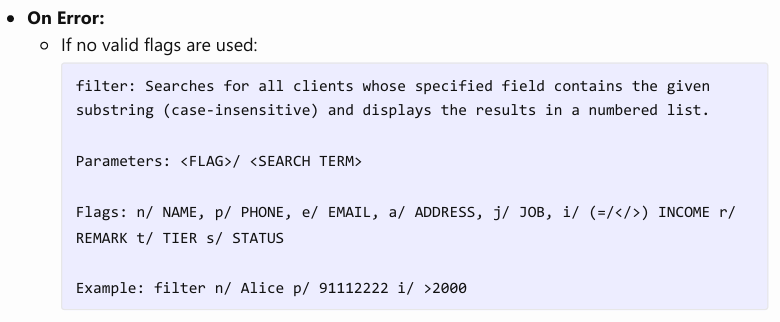 On Error:
If no valid flags are used:
filter: Searches for all clients whose specified field contains the given
substring (case-insensitive) and displays the results in a numbered list.
Parameters: <FLAG>/ <SEARCH TERM>
Flags: n/ NAME, p/ PHONE, e/ EMAIL, a/ ADDRESS, j/ JOB, i/ (=/</>) INCOME r/
REMARK t/ TIER s/ STATUS
Example: filter n/ Alice p/ 91112222 i/ >2000